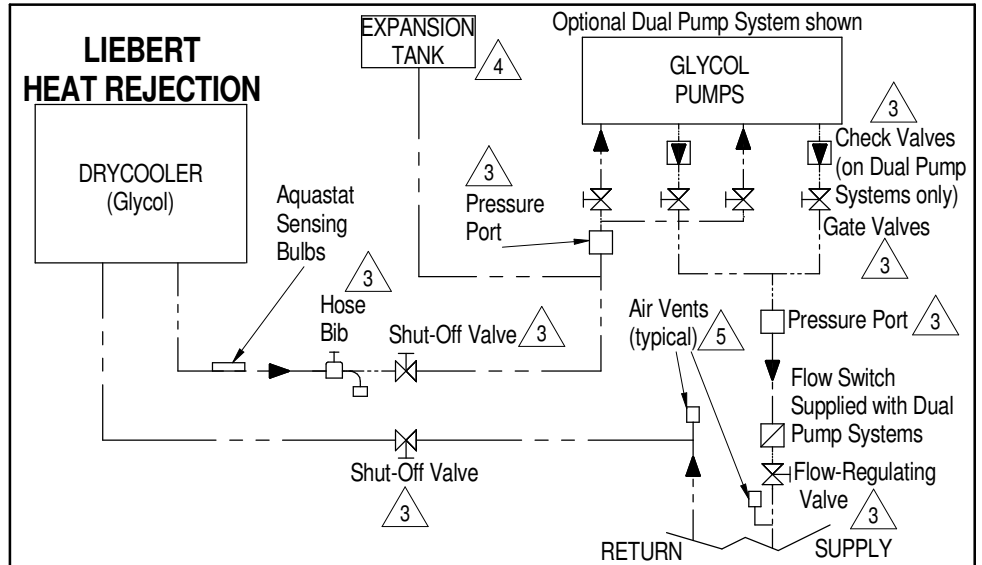 LIEBERT
HEAT REJECTION
DRYCOOLER
(Glycol)
EXPANSION
TANK
4
Optional Dual Pump System shown
GLYCOL
PUMPS
3
Check Valves
(on Dual Pump
Systems only)
Gate Valves
3
3
Pressure
Port
Aquastat
Sensing
Bulbs
3
Hose
Bib
Shut-Off Valve
3
Air Vents
(typical)
5
Pressure Port
3
Flow Switch
Supplied with Dual
Pump Systems
Flow-Regulating
Valve
3
Shut-Off Valve
3
RETURN
SUPPLY